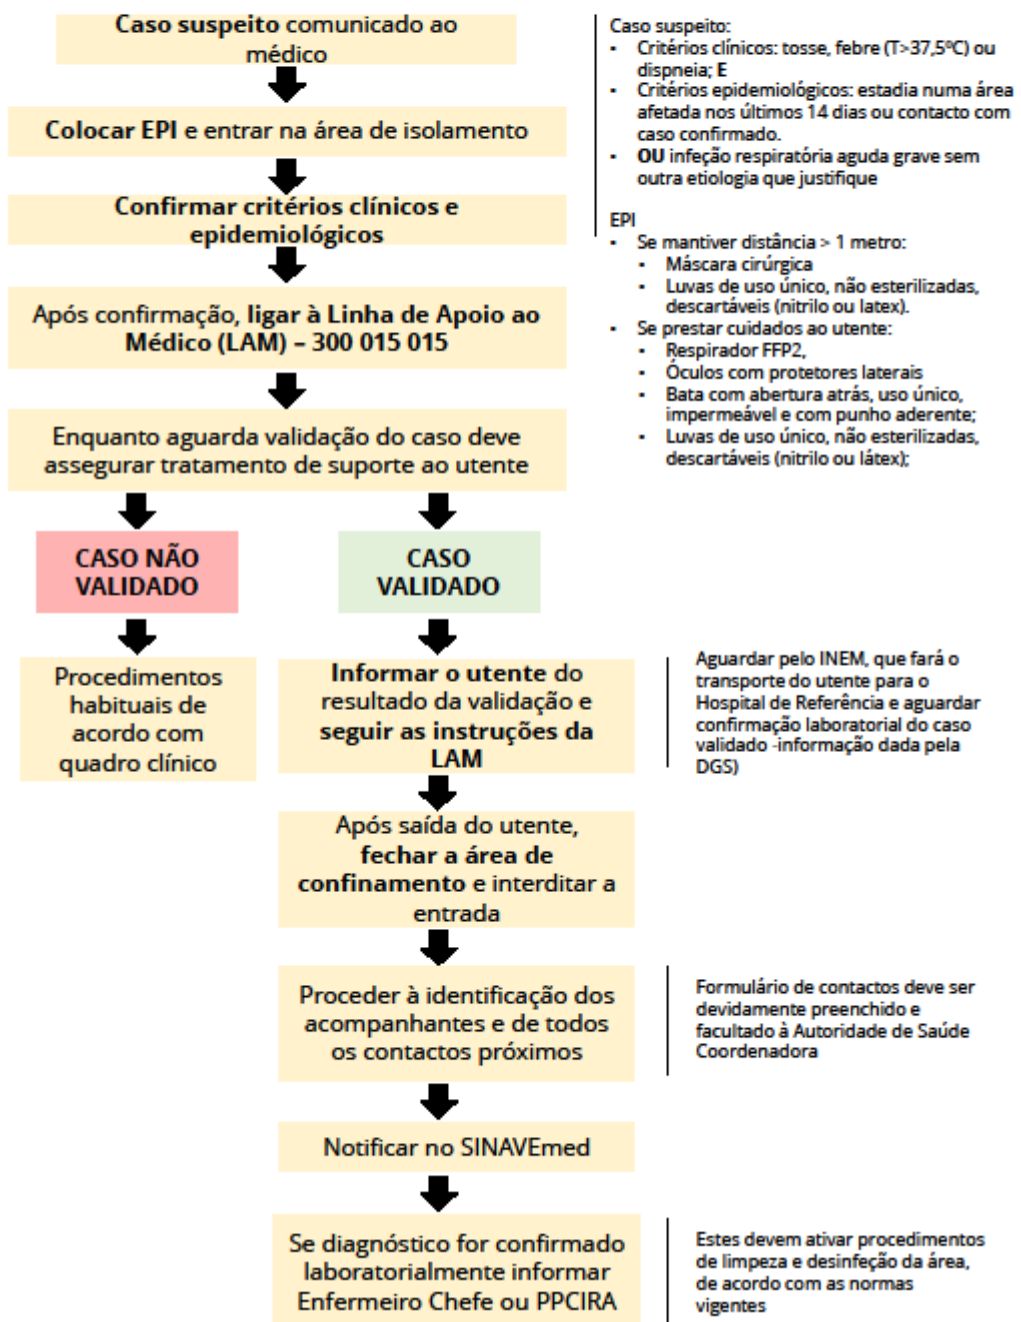 Caso suspeito comunicado ao
médico
Colocar EPI e entrar na área de isolamento
Confirmar critérios clínicos e
epidemiológicos
Após confirmação, ligar à Linha de Apoio ao
Médico (LAM) – 300 015 015
Enquanto aguarda validação do caso deve
assegurar tratamento de suporte ao utente
Caso suspeito:
▪ Critérios clínicos: tosse, febre (T>37,5ºC) ou
dispneia; E
▪ Critérios epidemiológicos: estadia numa área
afetada nos últimos 14 dias ou contacto com
caso confirmado.
▪ OU infeção respiratória aguda grave sem
outra etiologia que justifique
EPI
▪ Se mantiver distância > 1 metro:
▪ Máscara cirúrgica
▪ Luvas de uso único, não esterilizadas,
descartáveis (nitrilo ou latex).
▪ Se prestar cuidados ao utente:
▪ Respirador FFP2,
▪ Óculos com protetores laterais
▪ Bata com abertura atrás, uso único,
impermeável e com punho aderente;
▪ Luvas de uso único, não esterilizadas,
descartáveis (nitrilo ou látex);
CASO NÃO
VALIDADO
Procedimentos
habituais de
acordo com
quadro clínico
CASO
VALIDADO
Informar o utente do
resultado da validação e
seguir as instruções da
LAM
Aguardar pelo INEM, que fará o
transporte do utente para o
Hospital de Referência e aguardar
confirmação laboratorial do caso
validado -informação dada pela
DGS)
Após saída do utente,
fechar a área de
confinamento e interditar a
entrada
Proceder à identificação dos
acompanhantes e de todos
os contactos próximos
Formulário de contactos deve ser
devidamente preenchido e
facultado à Autoridade de Saúde
Coordenadora
Notificar no SINAVEmed
Se diagnóstico for confirmado
laboratorialmente informar
Enfermeiro Chefe ou PPCIRA
Estes devem ativar procedimentos
de limpeza e desinfeção da área,
de acordo com as normas
vigentes